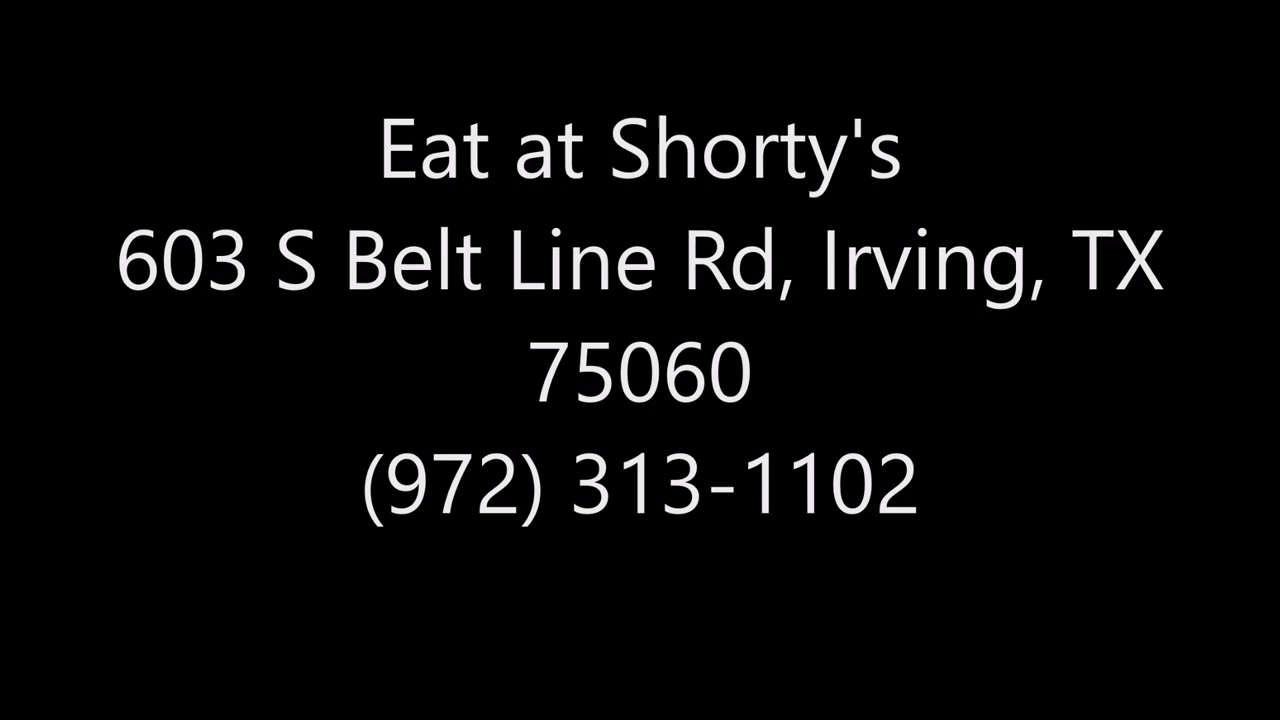 Eat at Shorty's
603 S Belt Line Rd, Irving, TX
75060
(972) 313-1102